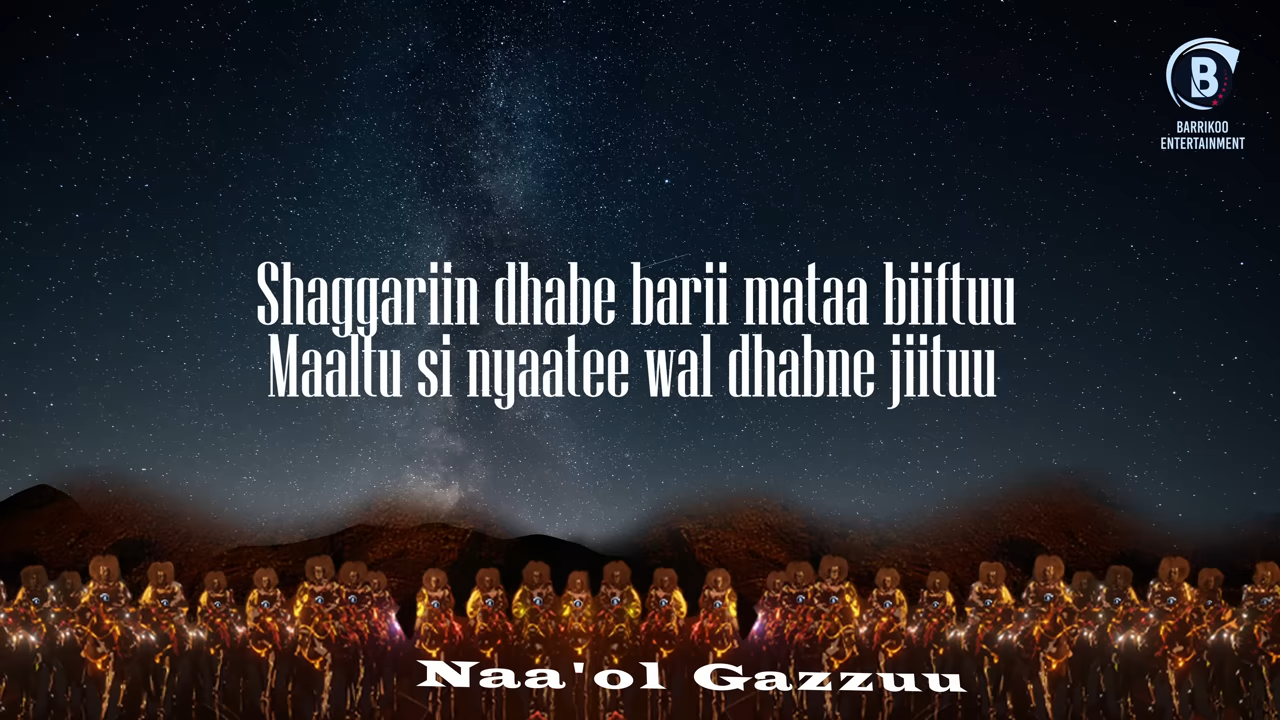 BARRIKOO
ENTERTAINMENT
Shaggariin dhabe barii mataa biiftuu
Maaltu si nyaatee wal dhabne jiituu
Naa'ol Gazzuu